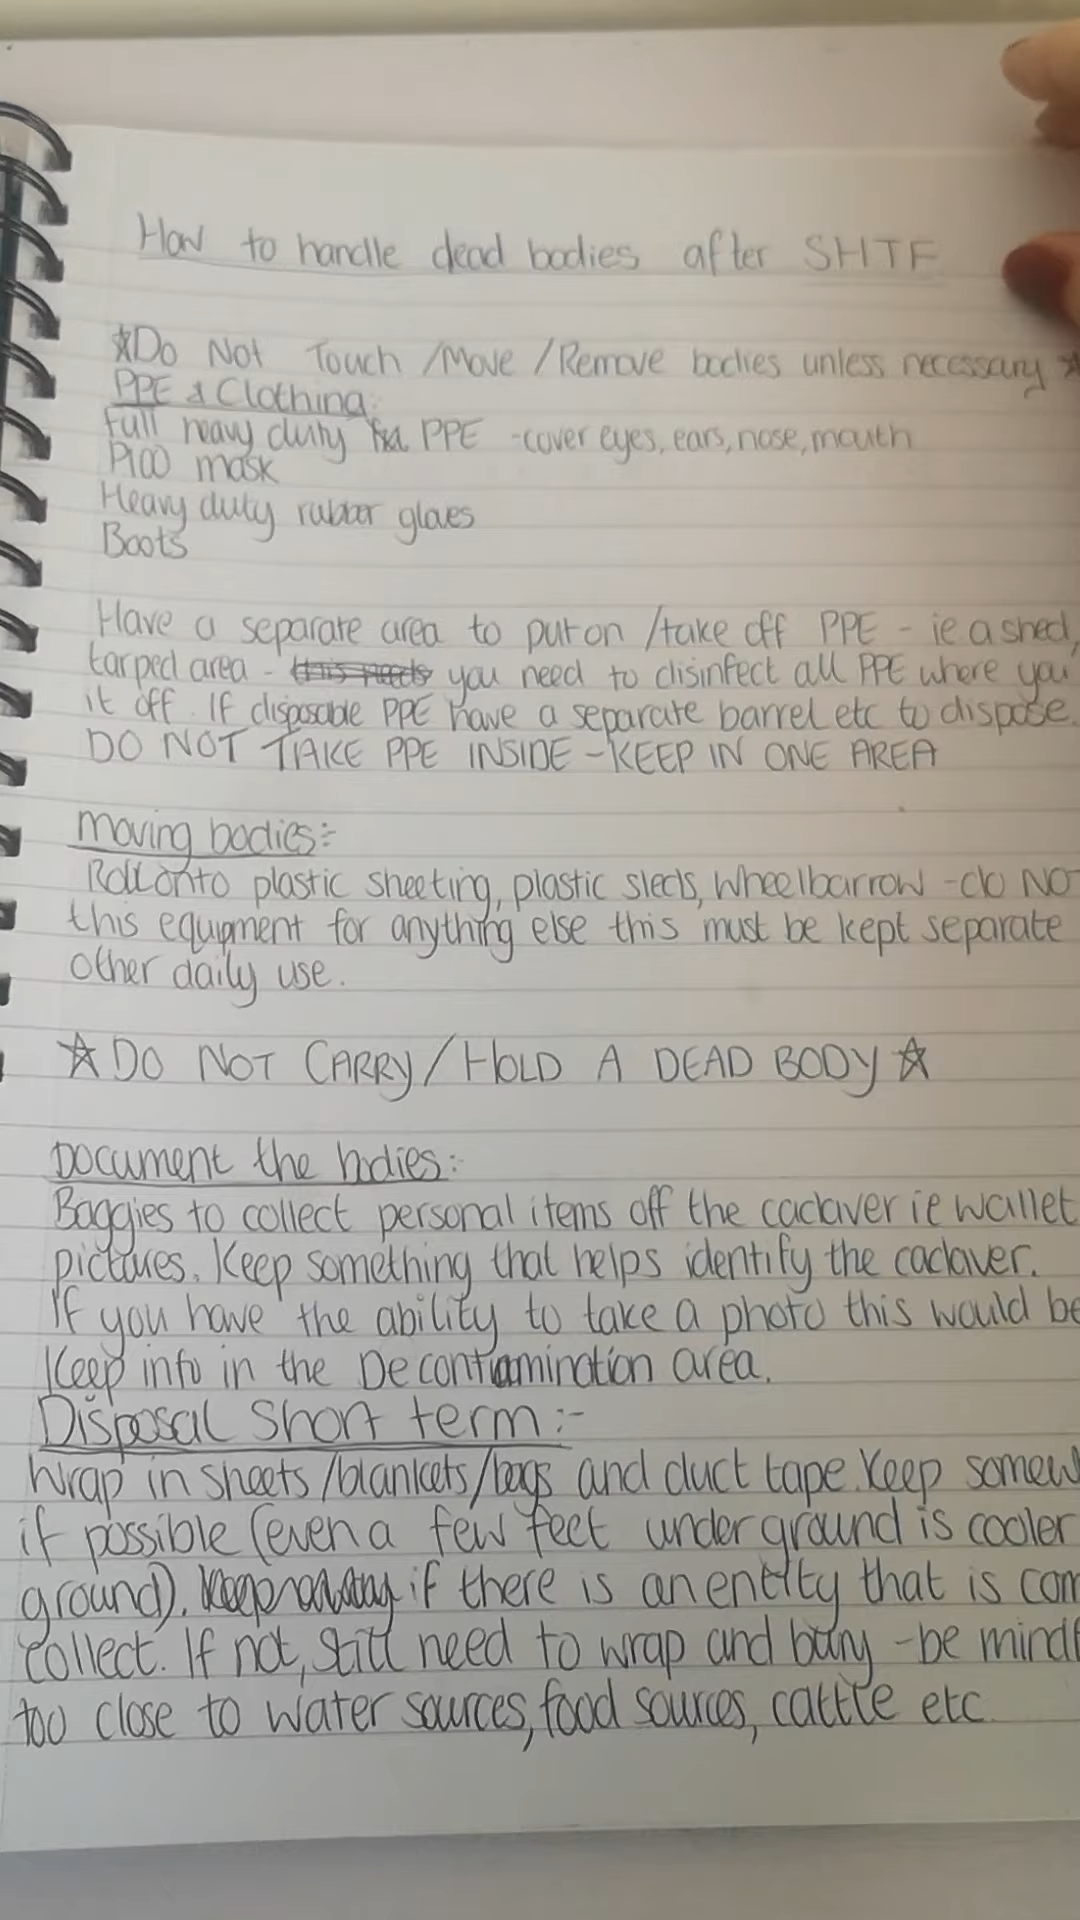 How to handle dead bodies after SHTF
*Do Not Touch /Move /Remove bodies unless necessary *
PPE & Clothing:
Full heavy duty PPE - cover eyes, ears, nose, mouth
P100 mask
Heavy duty rubber gloves
Boots
Have a separate area to put on /take off PPE - ie a shed,
tarped area - this needs you need to disinfect all PPE where you
it off. If disposable PPE have a separate barrel etc to dispose.
DO NOT TAKE PPE INSIDE - KEEP IN ONE AREA
Moving bodies:-
Roll onto plastic sheeting, plastic sleds, wheelbarrow - do NO
this equipment for anything else this must be kept separate
other daily use.
☆ DO NOT CARRY/HOLD A DEAD BODY ☆
Document the bodies:-
Baggies to collect personal items off the cadaver ie wallet
pictures. Keep something that helps identify the cadaver.
If you have the ability to take a photo this would be
Keep info in the Decontamination area.
Disposal Short term:-
Wrap in sheets /blankets/bags and duct tape. Keep somew
if possible (even a few feet underground is cooler
ground). if there is an entity that is com
collect. If not, still need to wrap and bury - be mindf
too close to water sources, food sources, cattle etc.